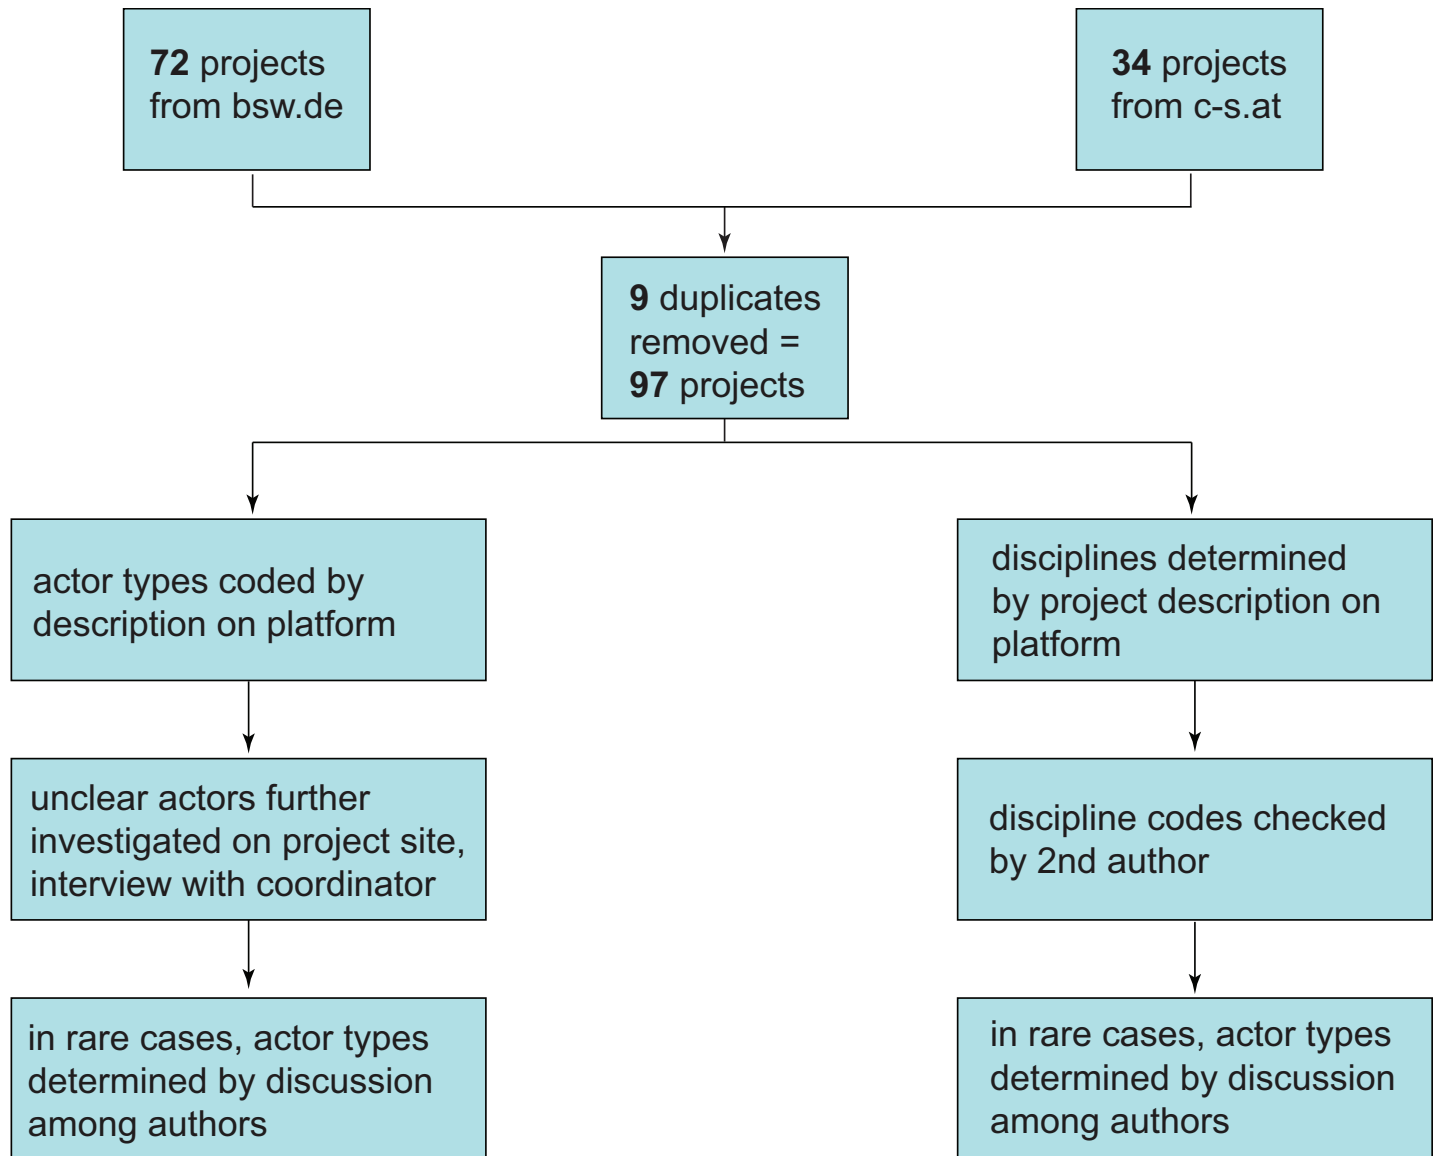 72 projects
from bsw.de
34 projects
from c-s.at
9 duplicates
removed =
97 projects
actor types coded by
description on platform
disciplines determined
by project description on
platform
unclear actors further
investigated on project site,
interview with coordinator
discipline codes checked
by 2nd author
in rare cases, actor types
determined by discussion
among authors
in rare cases, actor types
determined by discussion
among authors